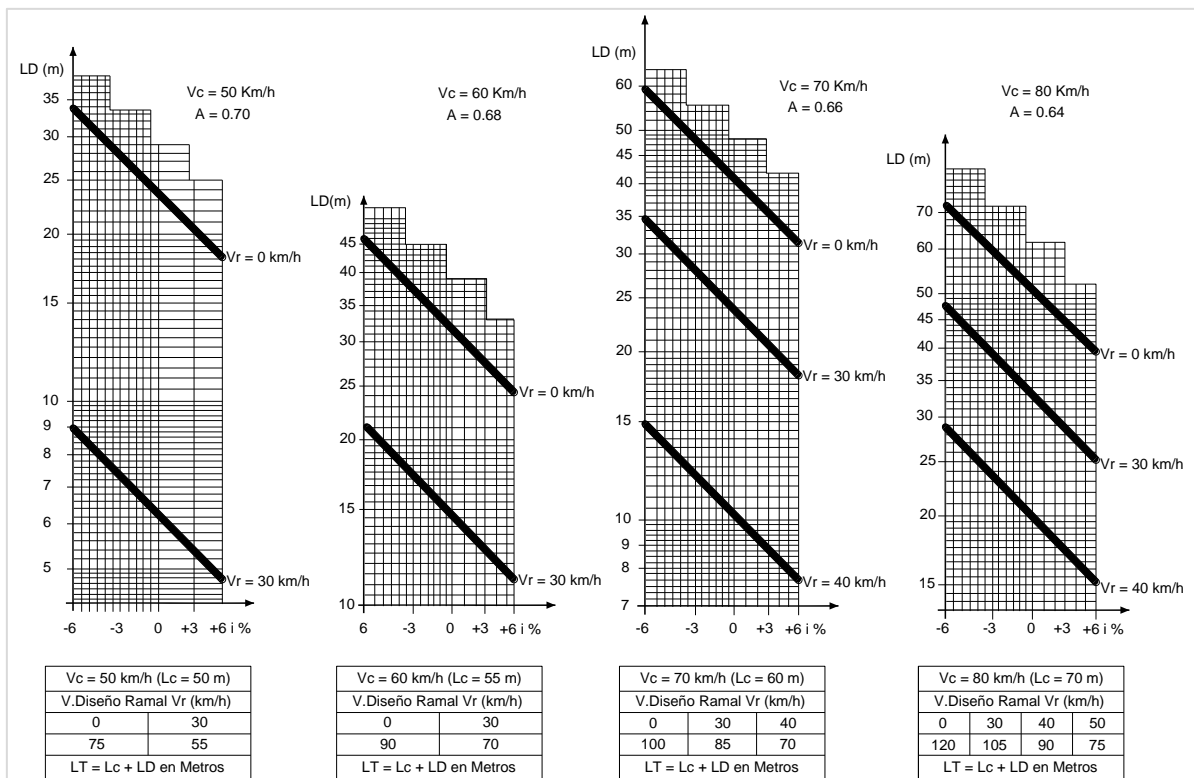 LD (m)
Vc = 50 Km/h
A = 0.70
35
30
25
20
15
10
9
8
7
6
5
Vr = 0 km/h
Vr = 30 km/h
-6 -3 0 +3 +6 i %
LD(m)
Vc = 60 Km/h
A = 0.68
45
40
35
30
25
20
15
10
Vr = 0 km/h
Vr = 30 km/h
6 -3 0 +3 +6 i %
LD (m)
Vc = 70 Km/h
A = 0.66
60
50
45
40
35
30
25
20
15
10
9
8
7
Vr = 0 km/h
Vr = 30 km/h
Vr = 40 km/h
-6 -3 0 +3 +6 i %
LD (m)
Vc = 80 Km/h
A = 0.64
70
60
50
45
40
35
30
25
20
15
Vr = 0 km/h
Vr = 30 km/h
Vr = 40 km/h
-6 -3 0 +3 +6 i %
Vc = 50 km/h (Lc = 50 m)
V.Diseño Ramal Vr (km/h)
0 30
75 55
LT = Lc + LD en Metros
Vc = 60 km/h (Lc = 55 m)
V.Diseño Ramal Vr (km/h)
0 30
90 70
LT = Lc + LD en Metros
Vc = 70 km/h (Lc = 60 m)
V.Diseño Ramal Vr (km/h)
0 30 40
100 85 70
LT = Lc + LD en Metros
Vc = 80 km/h (Lc = 70 m)
V.Diseño Ramal Vr (km/h)
0 30 40 50
120 105 90 75
LT = Lc + LD en Metros